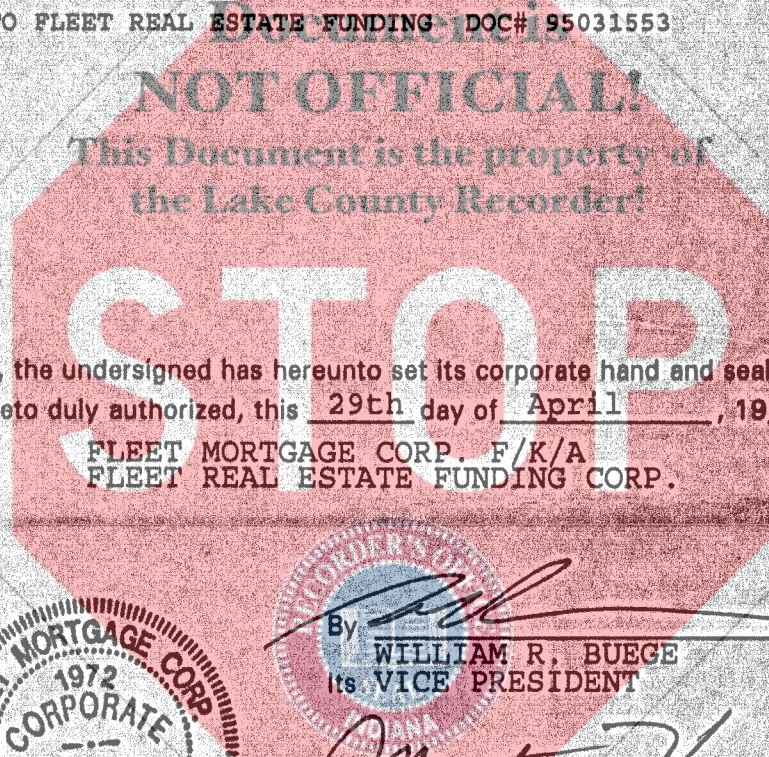 O FLEET REAL ESTATE FUNDING DOC# 95031553
Document is
NOT OFFICIAL!
This Document is the property of
the Lake County Recorder!
STOP
, the undersigned has hereunto set its corporate hand and seal
eto duly authorized, this 29th day of April , 19
FLEET MORTGAGE CORP. F/K/A
FLEET REAL ESTATE FUNDING CORP.
RECORDER'S OFFICE
INDIANA
By
WILLIAM R. BUEGE
Its VICE PRESIDENT
MORTGAGE CORP
1972
CORPORATE